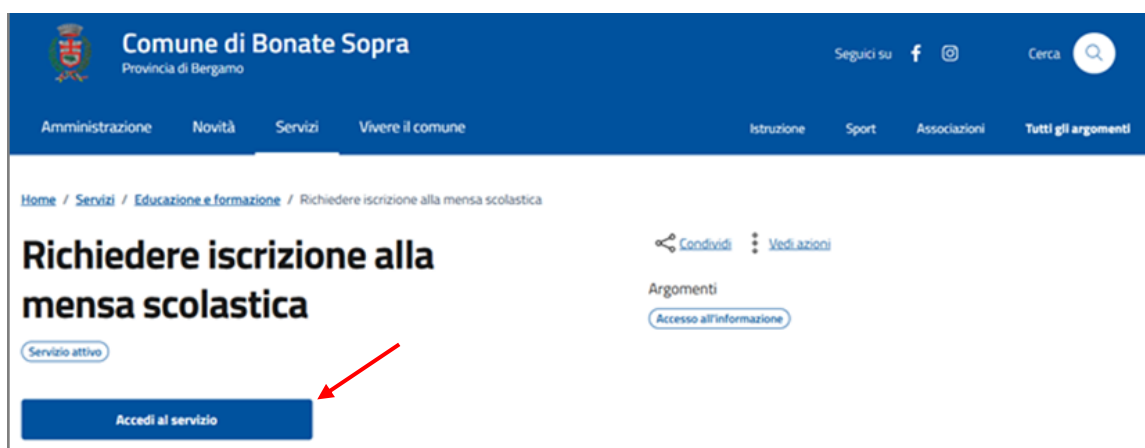 Comune di Bonate Sopra
Provincia di Bergamo
Seguici su
Cerca
Amministrazione Novità Servizi Vivere il comune
Istruzione Sport Associazioni Tutti gli argomenti
Home / Servizi / Educazione e formazione / Richiedere iscrizione alla mensa scolastica
Richiedere iscrizione alla
mensa scolastica
Servizio attivo
Accedi al servizio
Condividi Vedi azioni
Argomenti
Accesso all'informazione